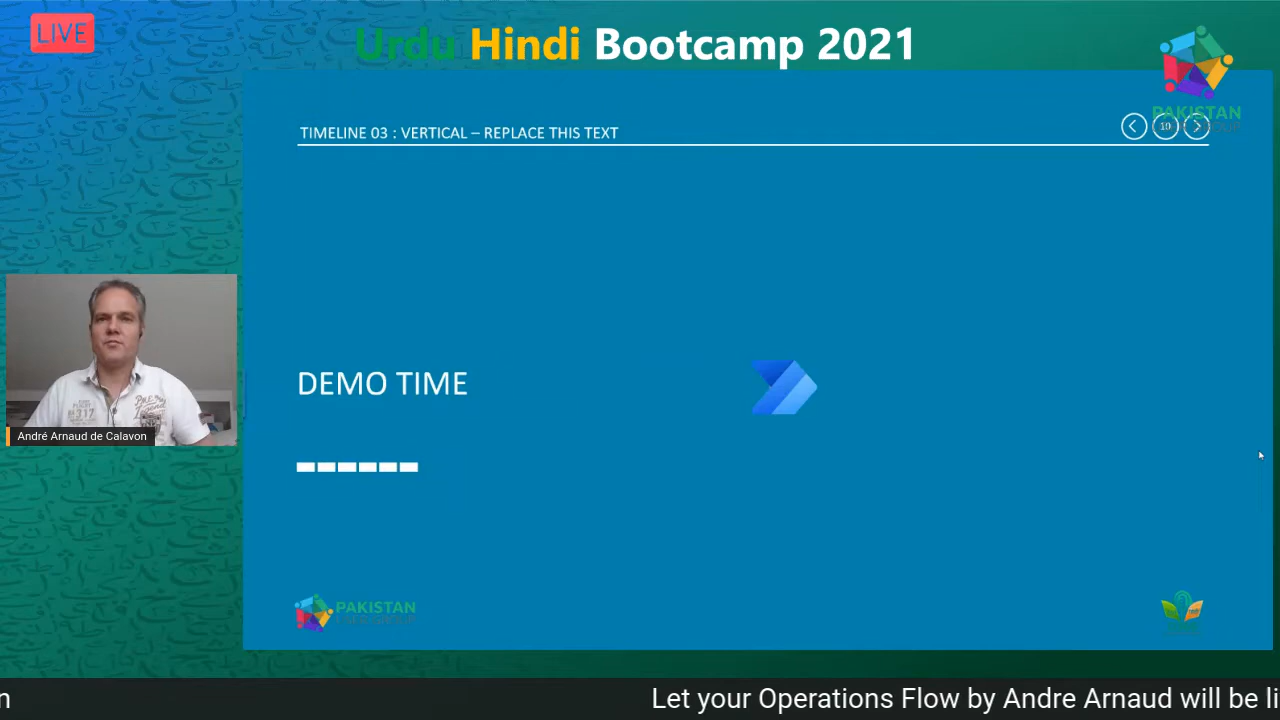 LIVE
Urdu Hindi Bootcamp 2021
PAKISTAN
TIMELINE 03 : VERTICAL – REPLACE THIS TEXT
10
DEMO TIME
André Arnaud de Calavon
PAKISTAN
n
Let your Operations Flow by Andre Arnaud will be li